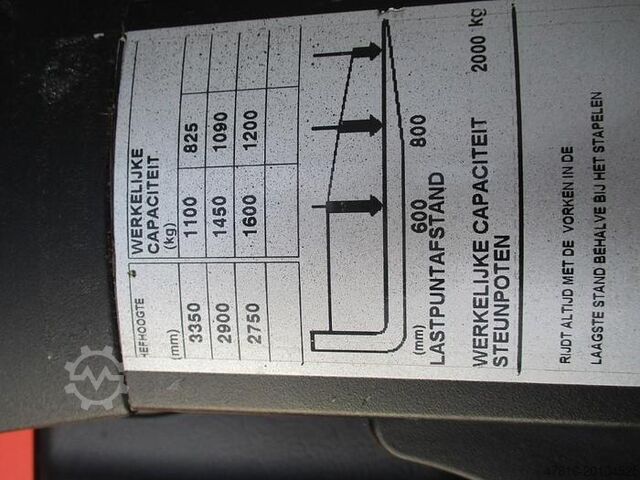 HEFHOOGTE
(mm)
WERKELIJKE
CAPACITEIT
(kg)
3350 1100 825
2900 1450 1090
2750 1600 1200
(mm) 600 800
LASTPUNTAFSTAND
WERKELIJKE CAPACITEIT 2000 kg
STEUNPOTEN
RIJDT ALTIJD MET DE VORKEN IN DE
LAAGSTE STAND BEHALVE BIJ HET STAPELEN